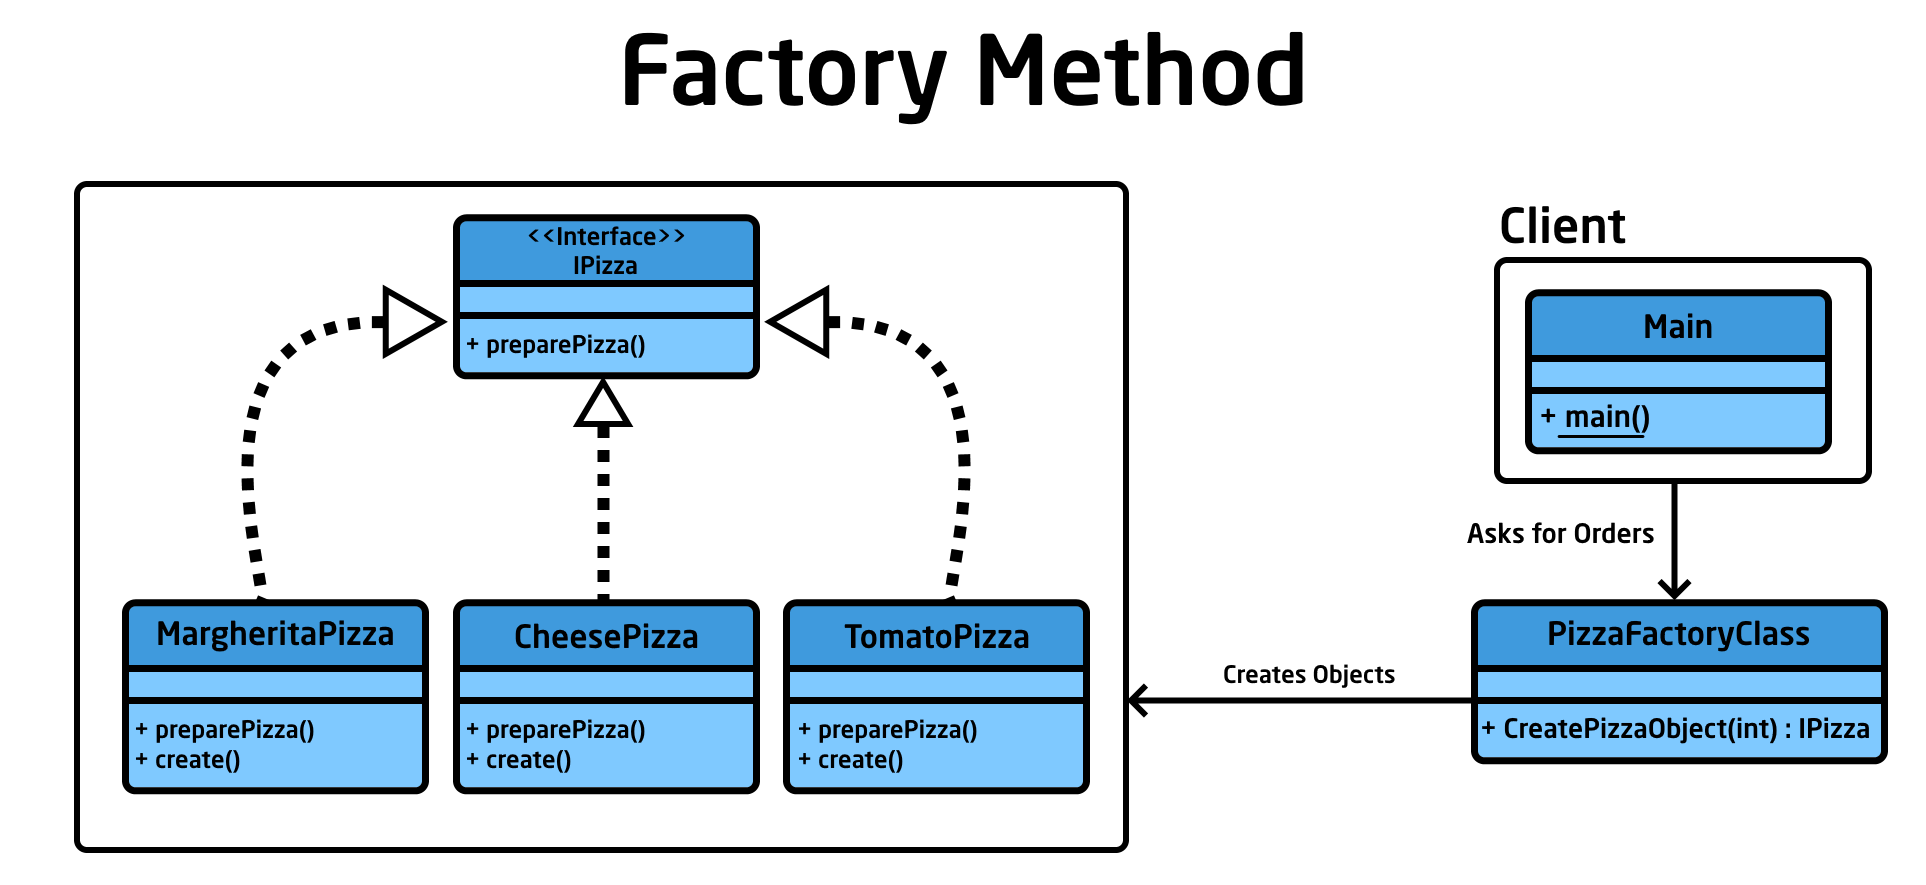 Factory Method
<<Interface>>
IPizza
+ preparePizza()
MargheritaPizza
+ preparePizza()
+ create()
CheesePizza
+ preparePizza()
+ create()
TomatoPizza
+ preparePizza()
+ create()
Client
Main
+ main()
Asks for Orders
PizzaFactoryClass
+ CreatePizzaObject(int) : IPizza
Creates Objects